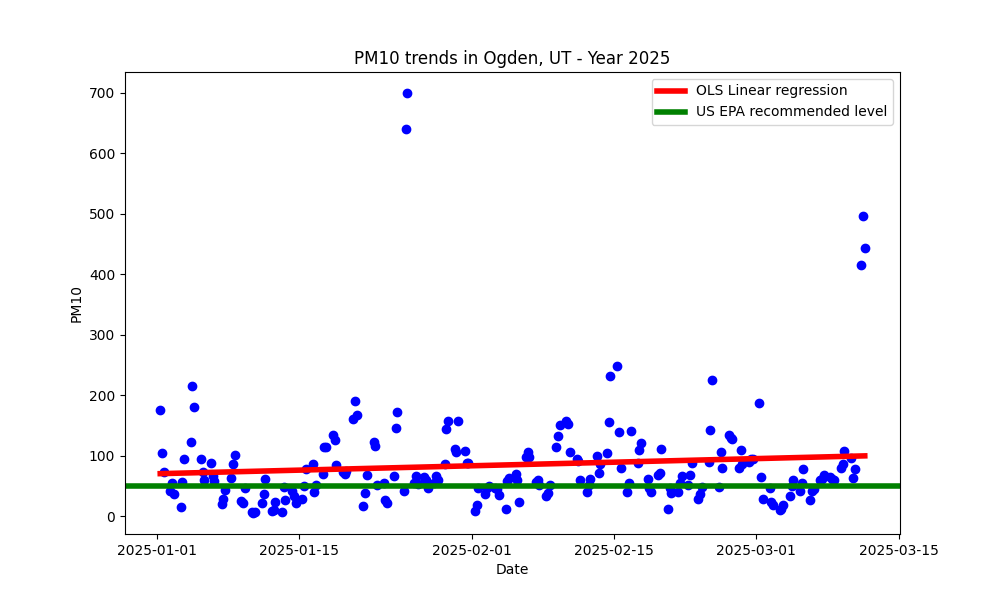 PM10 trends in Ogden, UT - Year 2025
OLS Linear regression
US EPA recommended level
PM10
700
600
500
400
300
200
100
0
2025-01-01 2025-01-15 2025-02-01 2025-02-15 2025-03-01 2025-03-15
Date